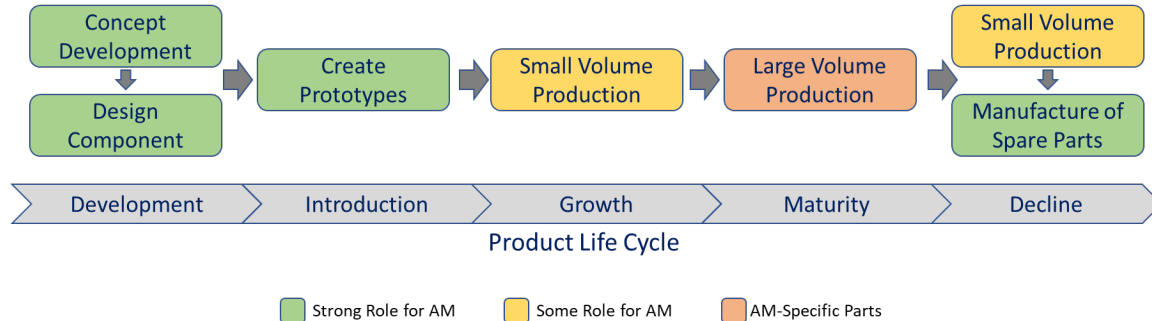 Concept
Development
Design
Component
Create
Prototypes
Small Volume
Production
Large Volume
Production
Small Volume
Production
Manufacture of
Spare Parts
Development
Introduction
Growth
Maturity
Decline
Product Life Cycle
Strong Role for AM
Some Role for AM
AM-Specific Parts